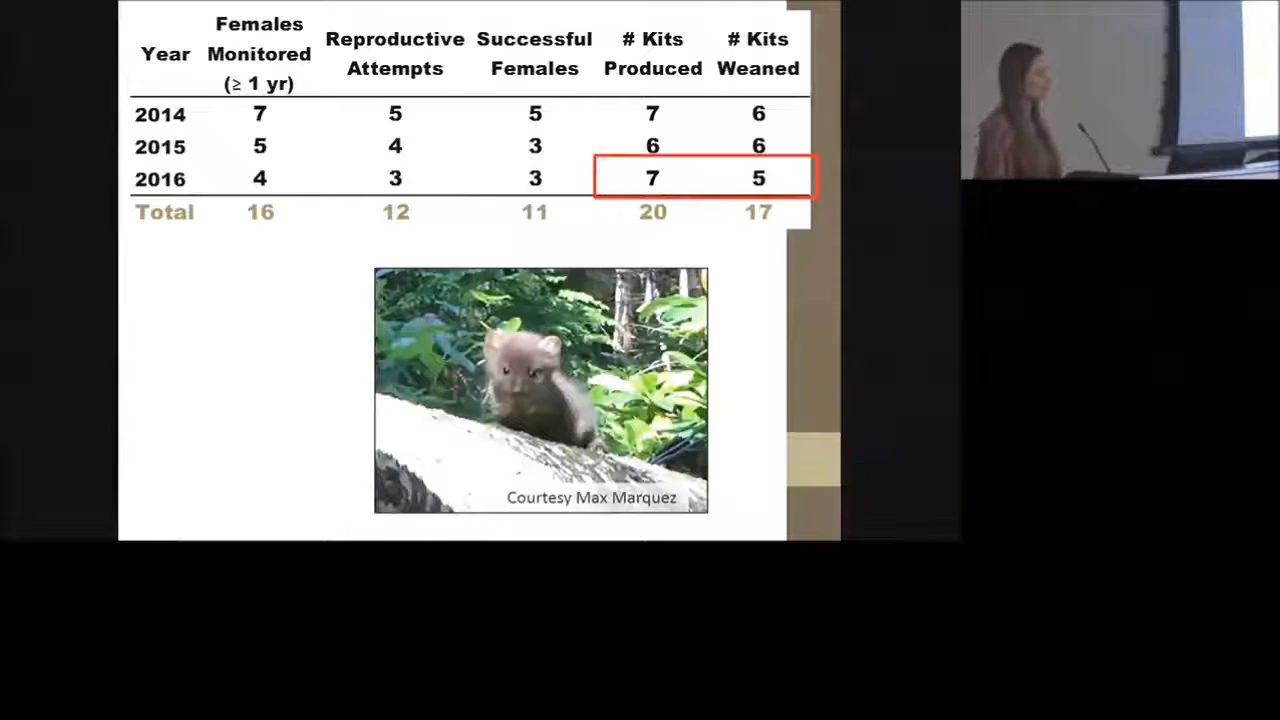 Year Females Monitored (≥ 1 yr) Reproductive Attempts Successful Females # Kits Produced # Kits Weaned
2014 7 5 5 7 6
2015 5 4 3 6 6
2016 4 3 3 7 5
Total 16 12 11 20 17
Courtesy Max Marquez